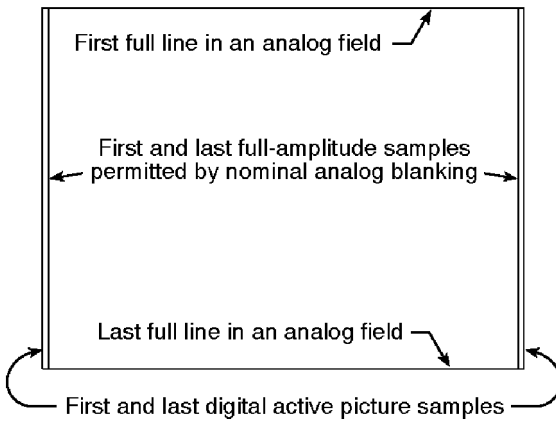 First full line in an analog field
First and last full-amplitude samples
permitted by nominal analog blanking
Last full line in an analog field
First and last digital active picture samples